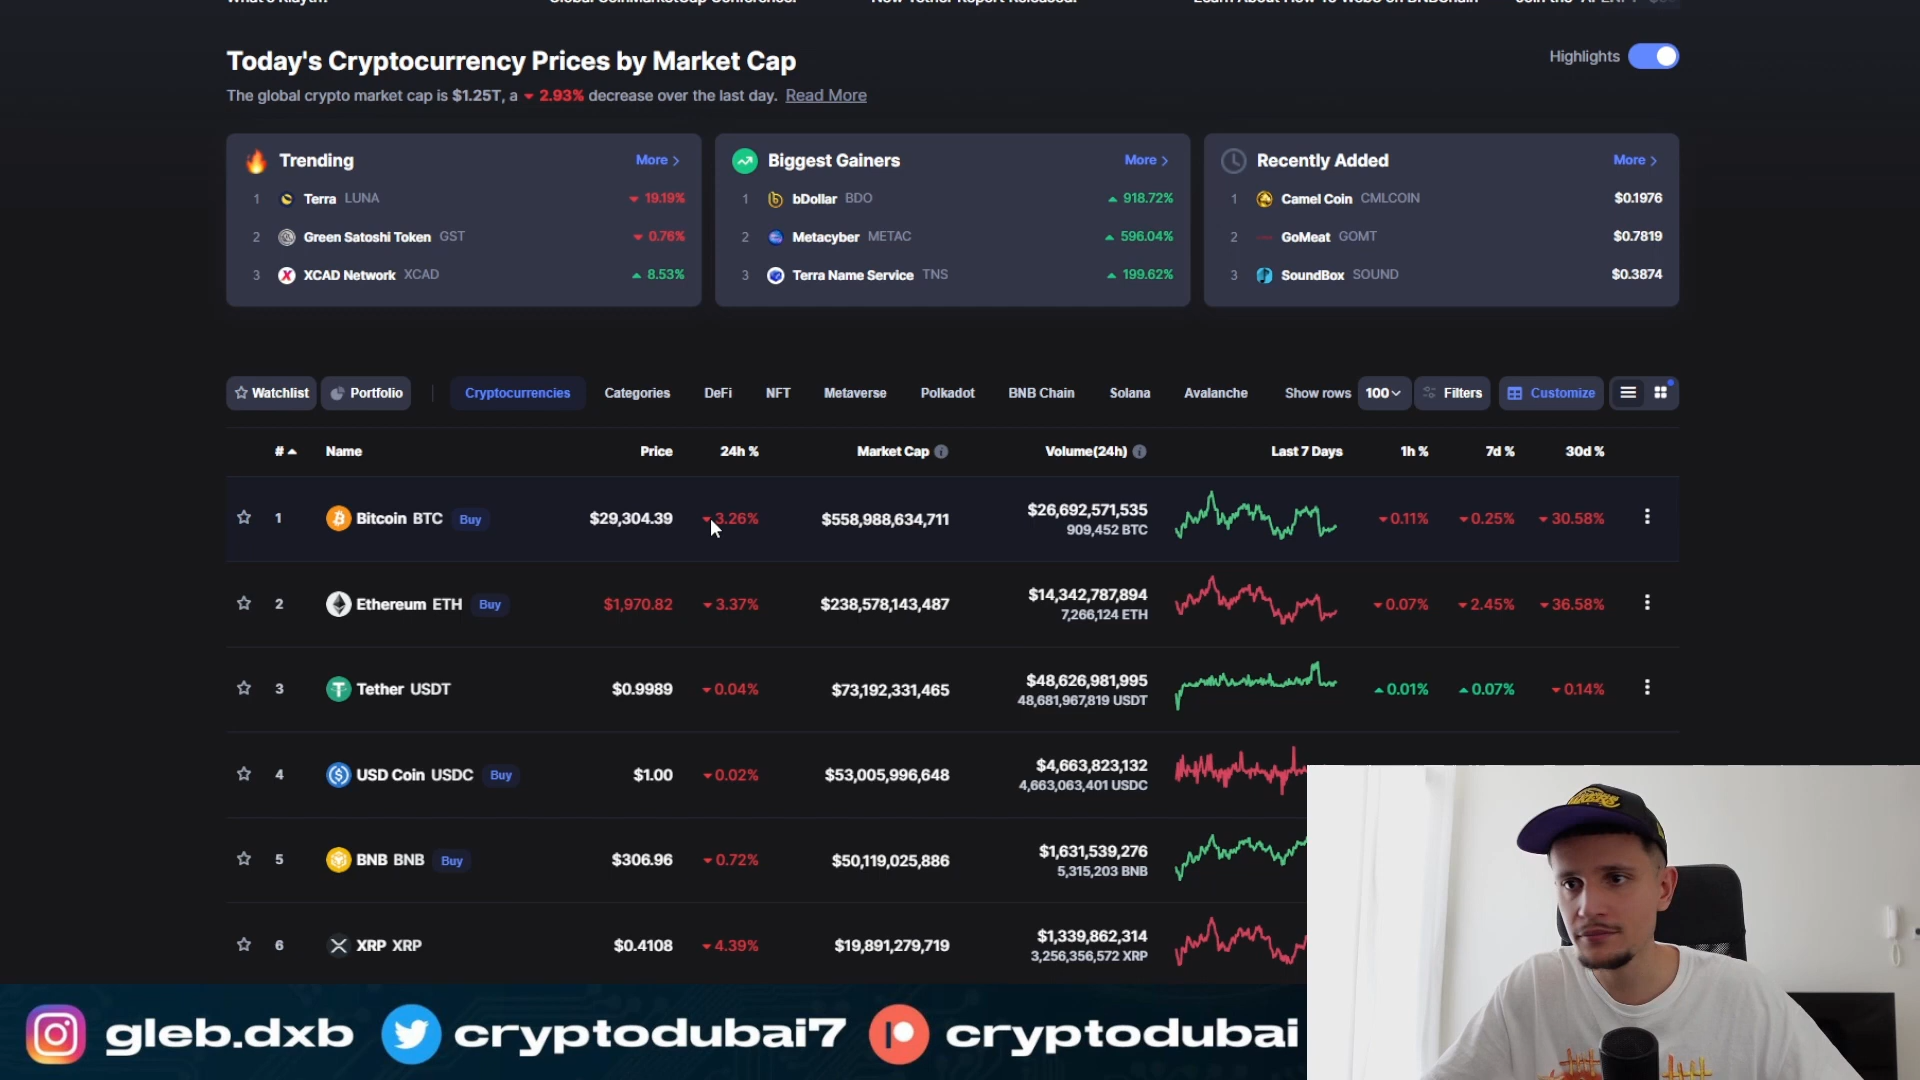 Today's Cryptocurrency Prices by Market Cap
Highlights
The global crypto market cap is $1.25T, a 2.93% decrease over the last day. Read More
Trending More
1 Terra LUNA 19.19%
2 Green Satoshi Token GST 0.76%
3 XCAD Network XCAD 8.53%
Biggest Gainers More
1 bDollar BDO 918.72%
2 Metacyber METAC 596.04%
3 Terra Name Service TNS 199.62%
Recently Added More
1 Camel Coin CMLCOIN $0.1976
2 GoMeat GOMT $0.7819
3 SoundBox SOUND $0.3874
Watchlist Portfolio Cryptocurrencies Categories DeFi NFT Metaverse Polkadot BNB Chain Solana Avalanche Show rows 100 Filters Customize
# Name Price 24h % Market Cap Volume(24h) Last 7 Days 1h % 7d % 30d %
1 Bitcoin BTC Buy $29,304.39 3.26% $558,988,634,711 $26,692,571,535 0.11% 0.25% 30.58%
909,452 BTC
2 Ethereum ETH Buy $1,970.82 3.37% $238,578,143,487 $14,342,787,894 0.07% 2.45% 36.58%
7,266,124 ETH
3 Tether USDT $0.9989 0.04% $73,192,331,465 $48,626,981,995 0.01% 0.07% 0.14%
48,681,967,819 USDT
4 USD Coin USDC Buy $1.00 0.02% $53,005,996,648 $4,663,823,132
4,663,063,401 USDC
5 BNB BNB Buy $306.96 0.72% $50,119,025,886 $1,631,539,276
5,315,203 BNB
6 XRP XRP $0.4108 4.39% $19,891,279,719 $1,339,862,314
3,256,356,572 XRP
gleb.dxb cryptodubai7 cryptodubai